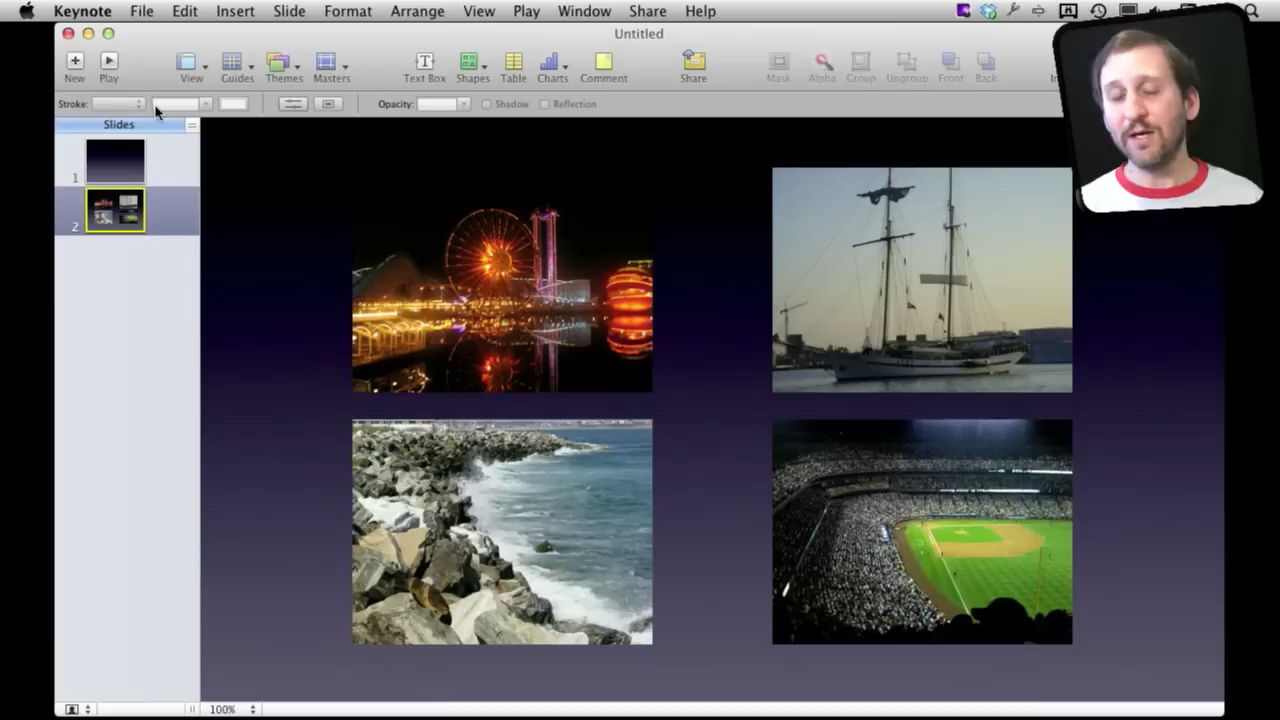 Keynote File Edit Insert Slide Format Arrange View Play Window Share Help
Untitled
New Play View Guides Themes Masters Text Box Shapes Table Charts Comment Share Mask Alpha Group Ungroup Front Back
Stroke: Opacity: Shadow Reflection
Slides
1
2
100%